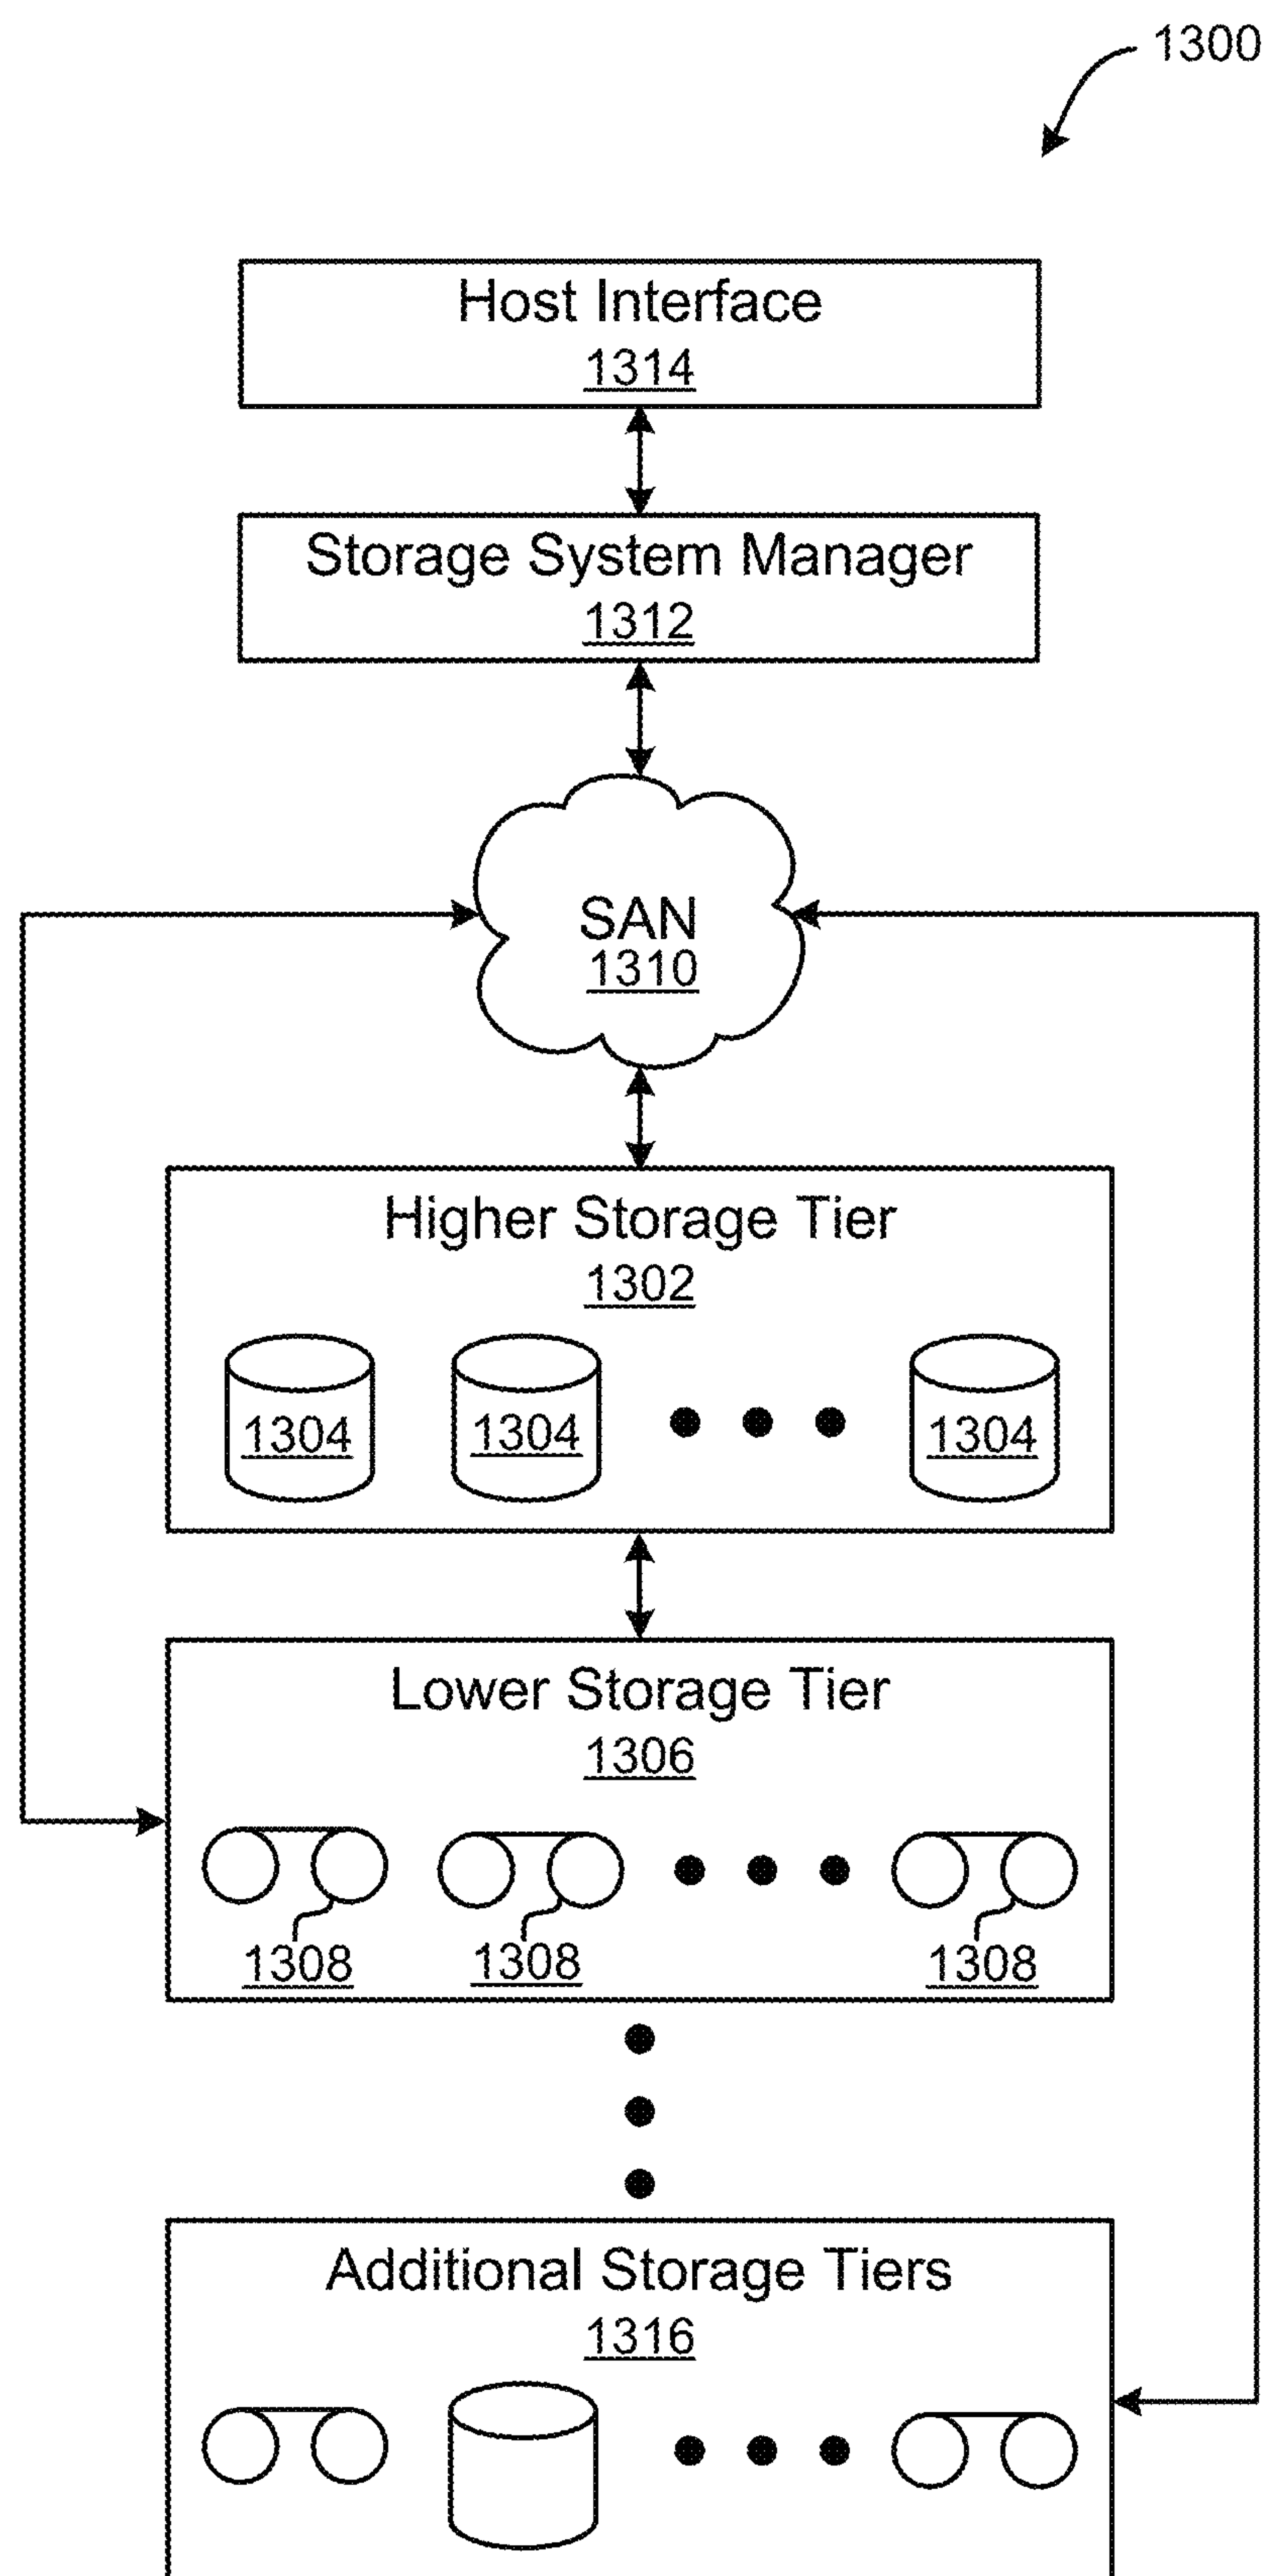 1300
Host Interface
1314
Storage System Manager
1312
SAN
1310
Higher Storage Tier
1302
1304 1304 1304
Lower Storage Tier
1306
1308 1308 1308
Additional Storage Tiers
1316